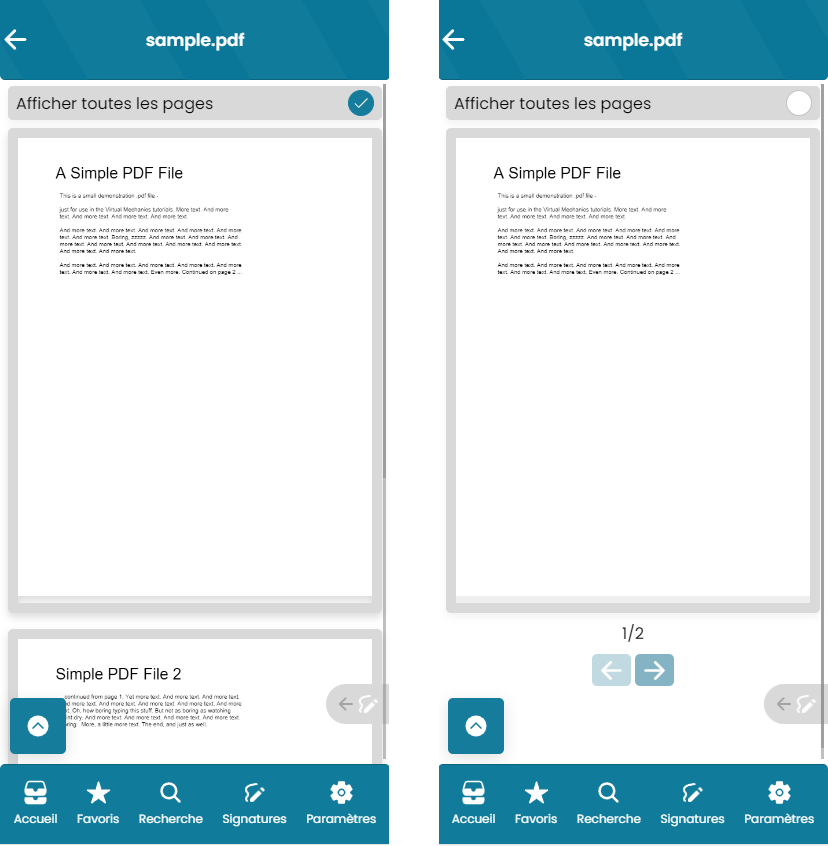 sample.pdf
Afficher toutes les pages
A Simple PDF File
This is a small demonstration .pdf file -
just for use in the Virtual Mechanics tutorials. More text. And more
text. And more text. And more text. And more text.
And more text. And more text. And more text. And more text. And more
text. And more text. Boring, zzzzz. And more text. And more text. And
more text. And more text. And more text. And more text. And more text.
And more text. And more text.
And more text. And more text. And more text. And more text. And more
text. And more text. And more text. Even more. Continued on page 2 ...
Simple PDF File 2
continued from page 1. Yet more text. And more text. And more text.
more text. And more text. And more text. And more text. And more
Oh, how boring typing this stuff. But not as boring as watching
dry. And more text. And more text. And more text. And more text.
More, a little more text. The end, and just as well.
Accueil Favoris Recherche Signatures Paramètres
sample.pdf
Afficher toutes les pages
A Simple PDF File
This is a small demonstration .pdf file -
just for use in the Virtual Mechanics tutorials. More text. And more
text. And more text. And more text. And more text.
And more text. And more text. And more text. And more text. And more
text. And more text. Boring, zzzzz. And more text. And more text. And
more text. And more text. And more text. And more text. And more text.
And more text. And more text.
And more text. And more text. And more text. And more text. And more
text. And more text. And more text. Even more. Continued on page 2 ...
1/2
Accueil Favoris Recherche Signatures Paramètres